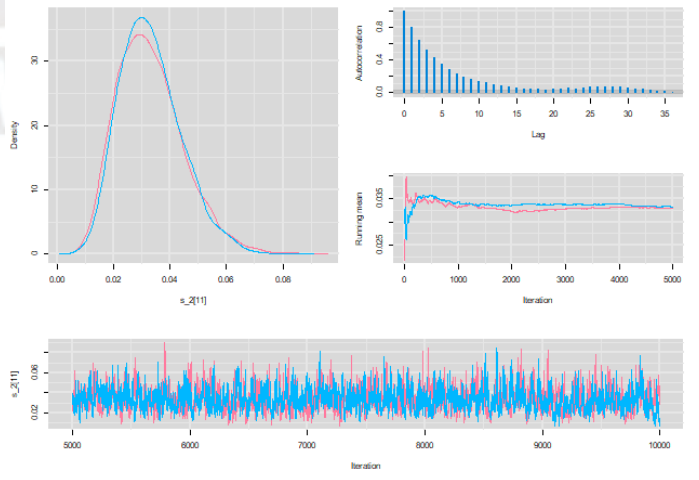 Density
30
20
10
0
0.00 0.02 0.04 0.06 0.08
s_2[11]
Autocorrelation
0.8
0.4
0.0
0 5 10 15 20 25 30 35
Lag
Running mean
0.035
0.025
0 1000 2000 3000 4000 5000
Iteration
s_2[11]
0.06
0.02
5000 6000 7000 8000 9000 10000
Iteration